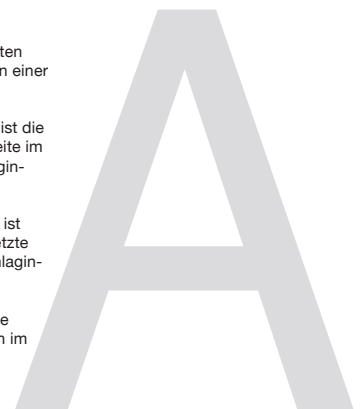 ten
n einer
ist die
eite im
gin-
ist
etzte
lagin-
e
n im
A